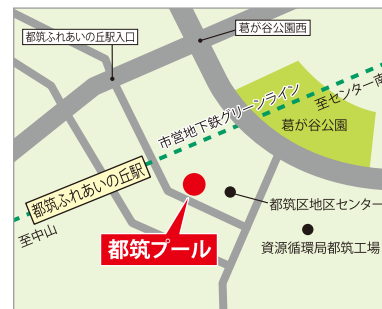 葛が谷公園西
都筑ふれあいの丘駅入口
至センター南
市営地下鉄グリーンライン
葛が谷公園
都筑ふれあいの丘駅
都筑区地区センター
至中山
都筑プール
資源循環局都筑工場